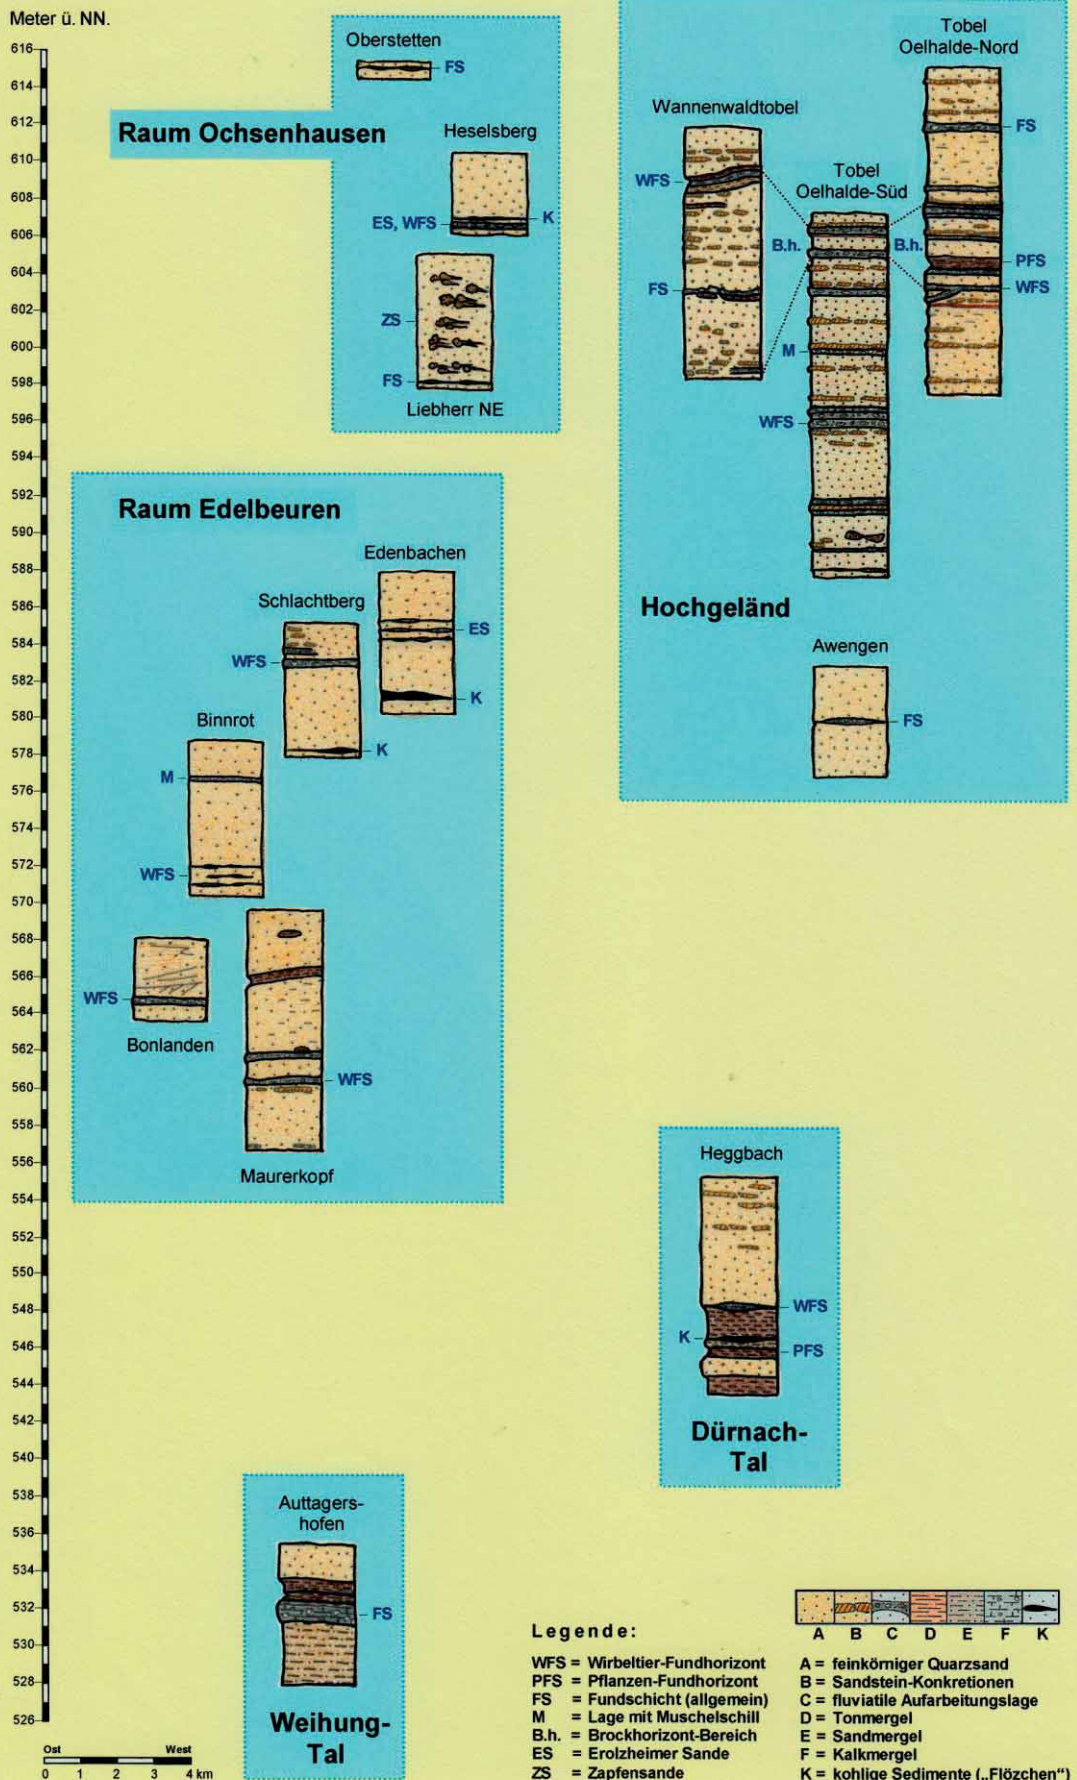 Meter ü. NN.
616
614
612
610
608
606
604
602
600
598
596
594
592
590
588
586
584
582
580
578
576
574
572
570
568
566
564
562
560
558
556
554
552
550
548
546
544
542
540
538
536
534
532
530
528
526
Oberstetten
FS
Raum Ochsenhausen
Heselsberg
ES, WFS
K
ZS
FS
Liebherr NE
Tobel
Oelhalde-Nord
FS
PFS
WFS
Wannenwaldtobel
WFS
FS
Tobel
Oelhalde-Süd
B.h.
B.h.
M
WFS
Hochgeländ
Awengen
FS
Raum Edelbeuren
Edenbachen
ES
K
Schlachtberg
WFS
K
Binnrot
M
WFS
WFS
Bonlanden
WFS
Maurerkopf
Heggbach
WFS
K
PFS
Dürnach-
Tal
Auttagers-
hofen
FS
Weihung-
Tal
Ost West
0 1 2 3 4 km
Legende:
WFS = Wirbeltier-Fundhorizont
PFS = Pflanzen-Fundhorizont
FS = Fundschicht (allgemein)
M = Lage mit Muschelschill
B.h. = Brockhorizont-Bereich
ES = Erolzheimer Sande
ZS = Zapfensande
A B C D E F K
A = feinkörniger Quarzsand
B = Sandstein-Konkretionen
C = fluviatile Aufarbeitungslage
D = Tonmergel
E = Sandmergel
F = Kalkmergel
K = kohlige Sedimente („Flözchen")